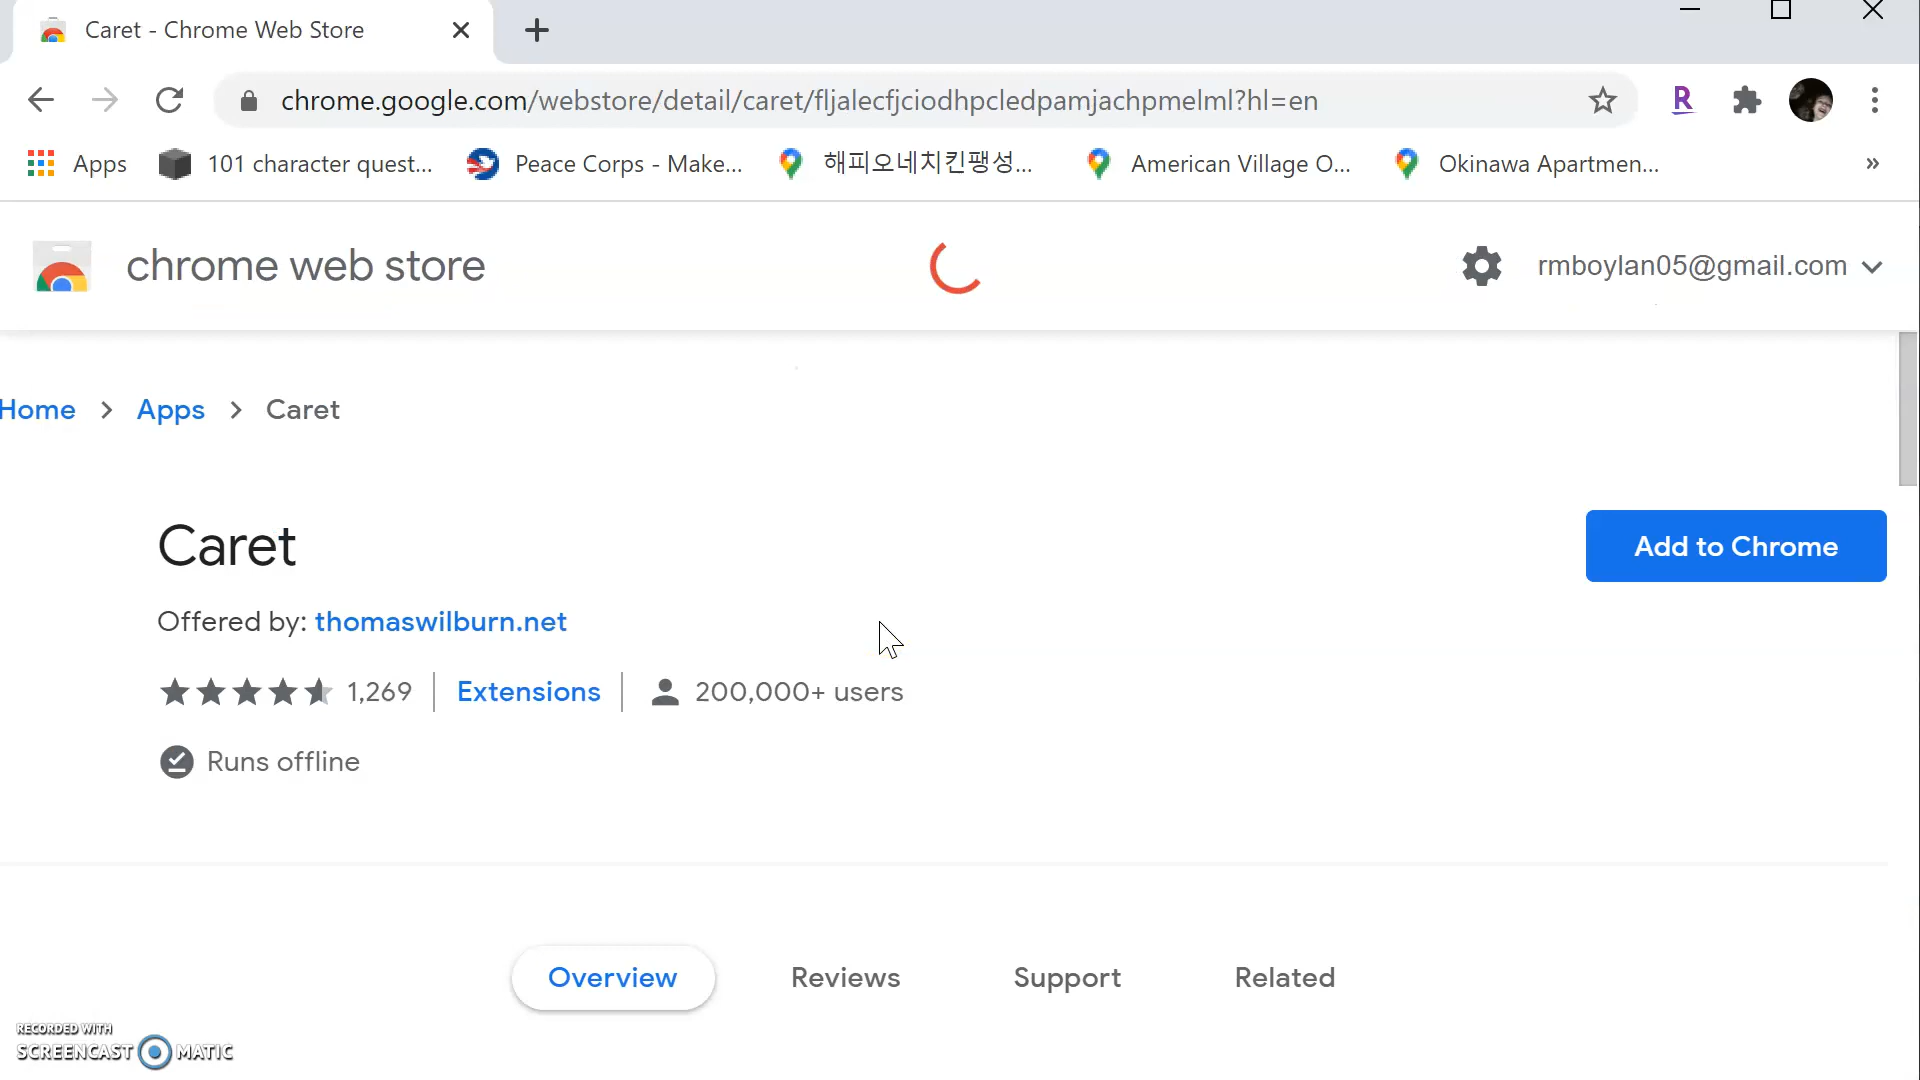 Caret - Chrome Web Store
chrome.google.com/webstore/detail/caret/fljalecfjciodhpcledpamjachpmelml?hl=en
R
Apps
101 character quest...
Peace Corps - Make...
해피오네치킨팽성...
American Village O...
Okinawa Apartmen...
»
chrome web store
rmboylan05@gmail.com
Home > Apps > Caret
Caret
Add to Chrome
Offered by: thomaswilburn.net
1,269
Extensions
200,000+ users
Runs offline
Overview
Reviews
Support
Related
RECORDED WITH
SCREENCAST MATIC